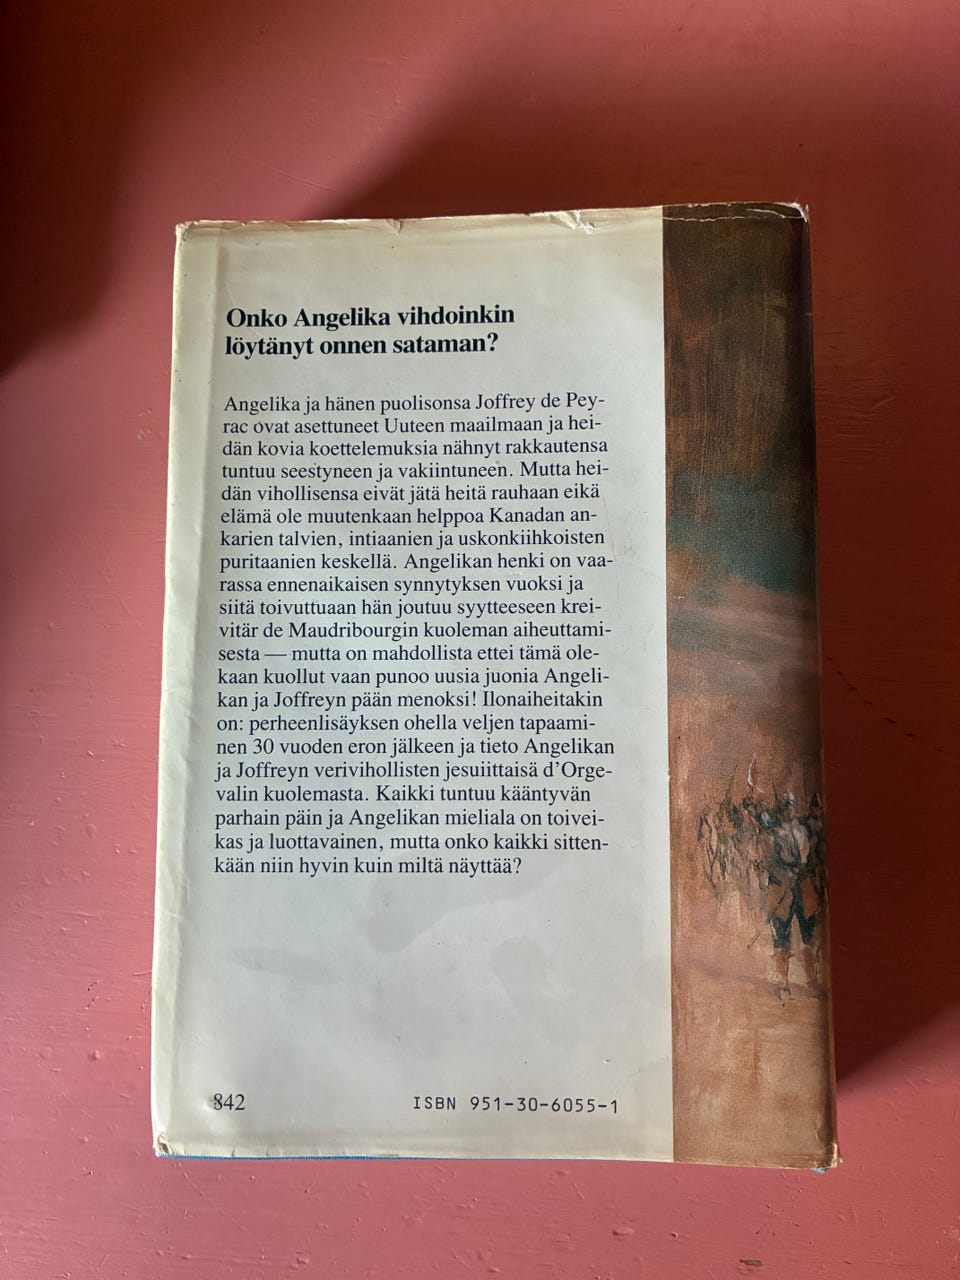 Onko Angelika vihdoinkin
löytänyt onnen sataman?
Angelika ja hänen puolisonsa Joffrey de Pey-
rac ovat asettuneet Uuteen maailmaan ja hei-
dän kovia koettelemuksia nähnyt rakkautensa
tuntuu seestyneen ja vakiintuneen. Mutta hei-
dän vihollisensa eivät jätä heitä rauhaan eikä
elämä ole muutenkaan helppoa Kanadan an-
karien talvien, intiaanien ja uskonkiihkoisten
puritaanien keskellä. Angelikan henki on vaa-
rassa ennenaikaisen synnytyksen vuoksi ja
siitä toivuttuaan hän joutuu syytteeseen krei-
vitär de Maudribourgin kuoleman aiheuttami-
sesta — mutta on mahdollista ettei tämä ole-
kaan kuollut vaan punoo uusia juonia Angeli-
kan ja Joffreyn pään menoksi! Ilonaiheitakin
on: perheenlisäyksen ohella veljen tapaami-
nen 30 vuoden eron jälkeen ja tieto Angelikan
ja Joffreyn verivihollisten jesuiittaisä d'Orge-
valin kuolemasta. Kaikki tuntuu kääntyvän
parhain päin ja Angelikan mieliala on toivei-
kas ja luottavainen, mutta onko kaikki sitten-
kään niin hyvin kuin miltä näyttää?
842
ISBN 951-30-6055-1